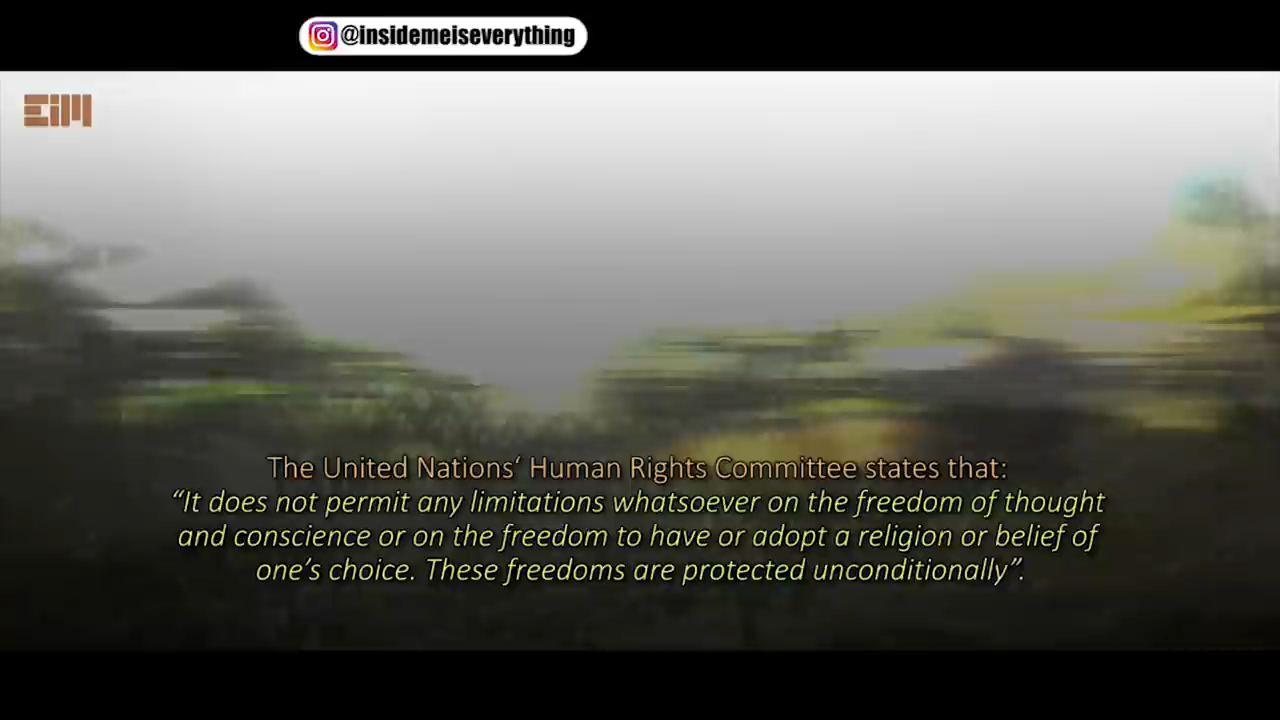 @insidemeiseverything
EiM
The United Nations‘ Human Rights Committee states that:
“It does not permit any limitations whatsoever on the freedom of thought
and conscience or on the freedom to have or adopt a religion or belief of
one’s choice. These freedoms are protected unconditionally”.